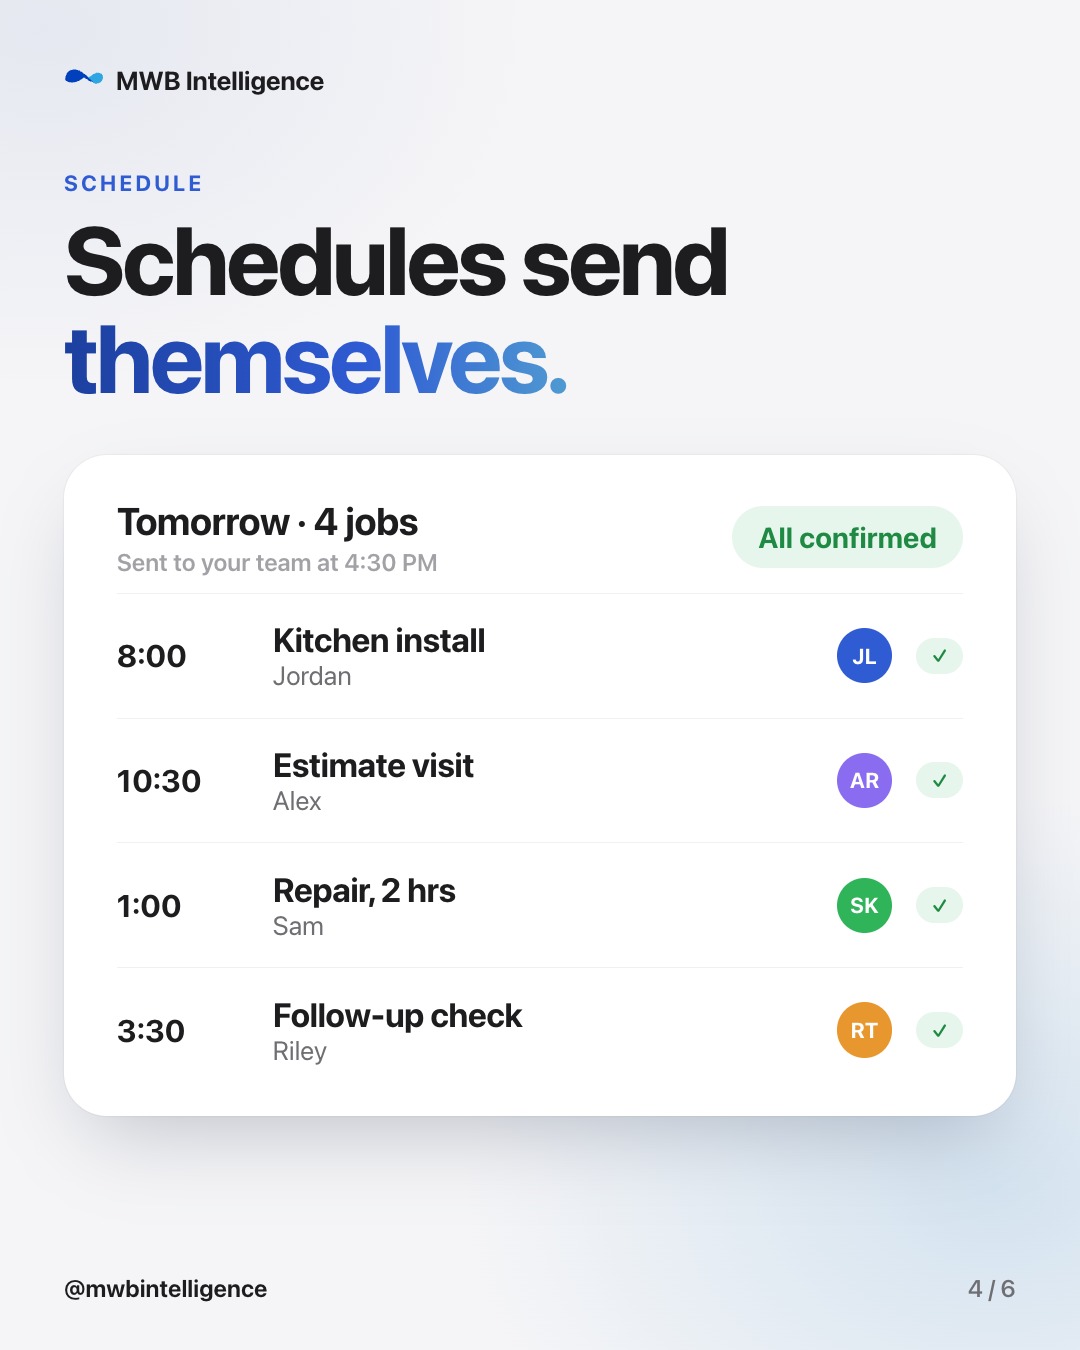 MWB Intelligence
SCHEDULE
Schedules send
themselves.
Tomorrow · 4 jobs
All confirmed
Sent to your team at 4:30 PM
8:00
Kitchen install
Jordan
JL
10:30
Estimate visit
Alex
AR
1:00
Repair, 2 hrs
Sam
SK
3:30
Follow-up check
Riley
RT
@mwbintelligence
4 / 6